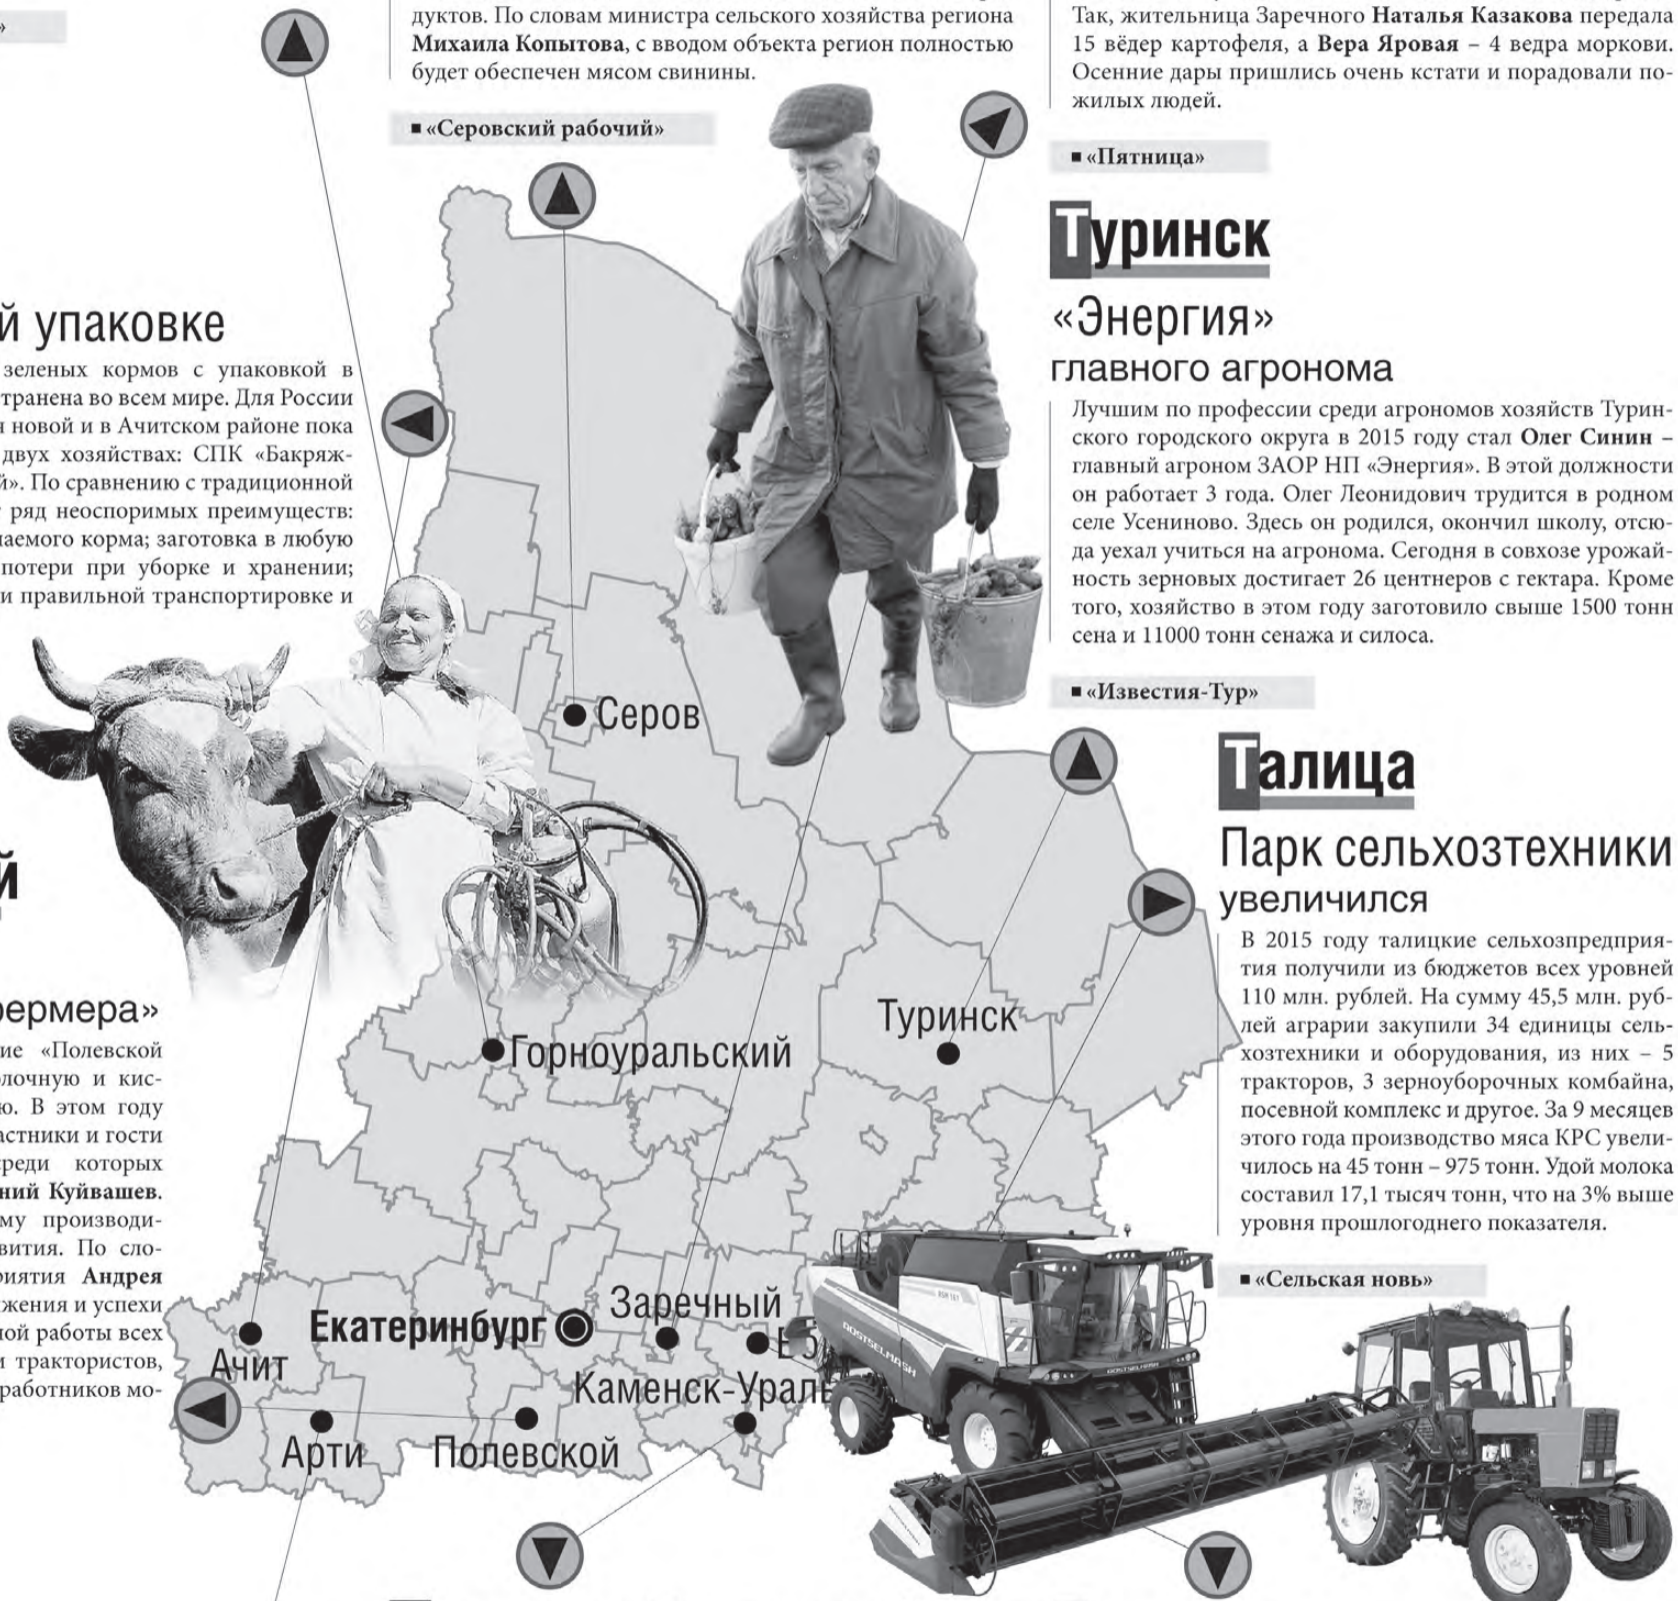 »
дуктов. По словам министра сельского хозяйства региона
Михаила Копытова, с вводом объекта регион полностью
будет обеспечен мясом свинины.
■ «Серовский рабочий»
Так, жительница Заречного Наталья Казакова передала
15 вёдер картофеля, а Вера Яровая – 4 ведра моркови.
Осенние дары пришлись очень кстати и порадовали по-
жилых людей.
■ «Пятница»
Туринск
«Энергия»
главного агронома
Лучшим по профессии среди агрономов хозяйств Турин-
ского городского округа в 2015 году стал Олег Синин –
главный агроном ЗАОР НП «Энергия». В этой должности
он работает 3 года. Олег Леонидович трудится в родном
селе Усениново. Здесь он родился, окончил школу, отсю-
да уехал учиться на агронома. Сегодня в совхозе урожай-
ность зерновых достигает 26 центнеров с гектара. Кроме
того, хозяйство в этом году заготовило свыше 1500 тонн
сена и 11000 тонн сенажа и силоса.
■ «Известия-Тур»
Талица
Парк сельхозтехники
увеличился
В 2015 году талицкие сельхозпредприя-
тия получили из бюджетов всех уровней
110 млн. рублей. На сумму 45,5 млн. руб-
лей аграрии закупили 34 единицы сель-
хозтехники и оборудования, из них – 5
тракторов, 3 зерноуборочных комбайна,
посевной комплекс и другое. За 9 месяцев
этого года производство мяса КРС увели-
чилось на 45 тонн – 975 тонн. Удой молока
составил 17,1 тысяч тонн, что на 3% выше
уровня прошлогоднего показателя.
■ «Сельская новь»
й упаковке
зеленых кормов с упаковкой в
транена во всем мире. Для России
новой и в Ачитском районе пока
двух хозяйствах: СПК «Бакряж-
й». По сравнению с традиционной
ряд неоспоримых преимуществ:
аемого корма; заготовка в любую
потери при уборке и хранении;
и правильной транспортировке и
й
фермера»
ие «Полевской
лочную и кис-
ю. В этом году
астники и гости
среди которых
ний Куйвашев.
му производи-
вития. По сло-
риятия Андрея
жения и успехи
ной работы всех
и трактористов,
работников мо-
Серов
Горноуральский
Туринск
Екатеринбург
Заречный
Ачит
Каменск-Ураль
Арти
Полевской
ROSTSELMASH
ROSTSELMASH